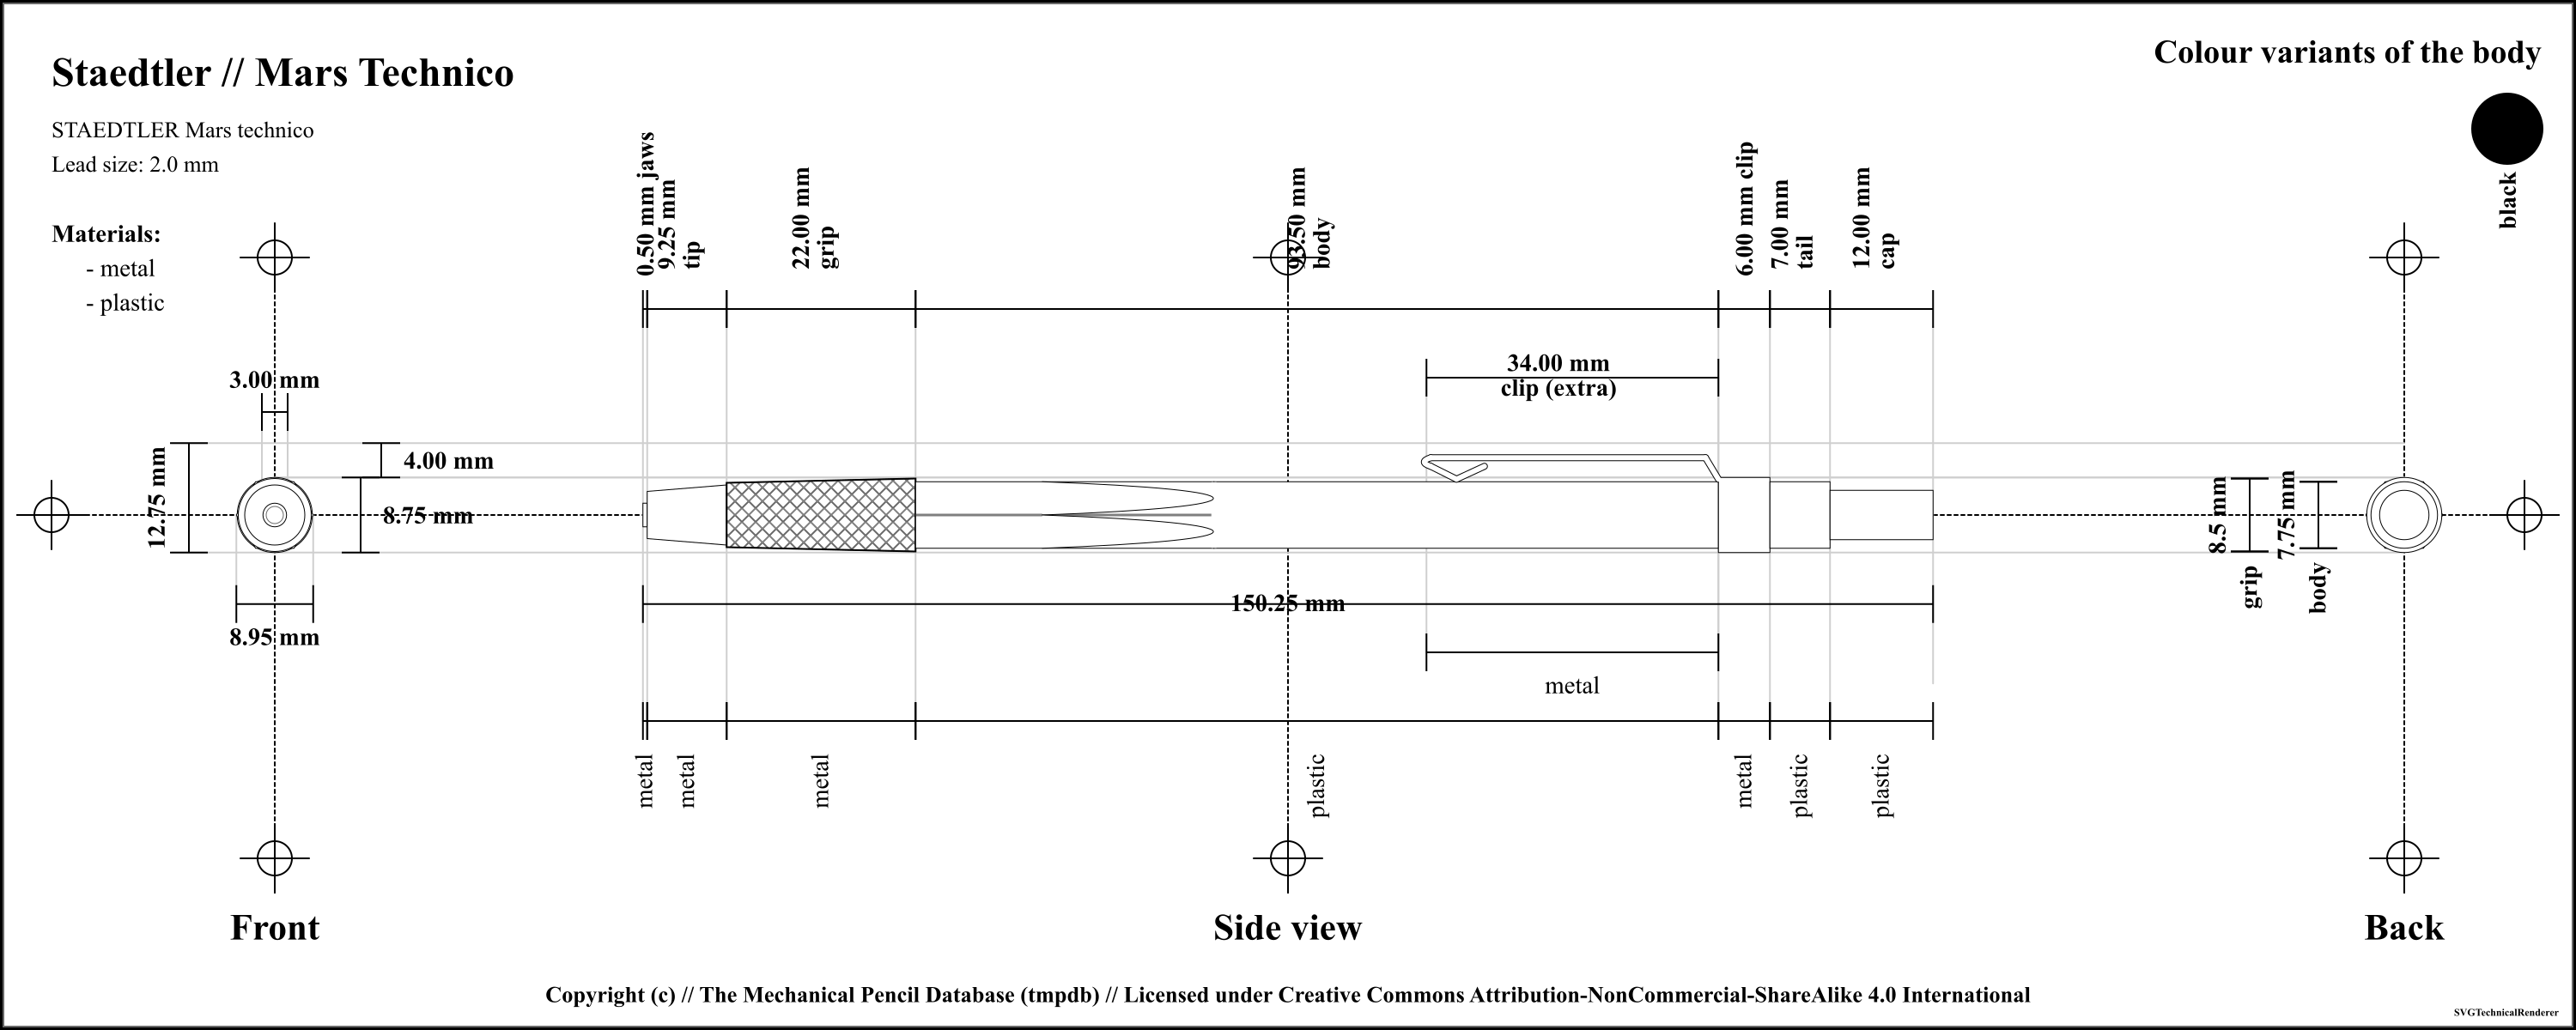 Staedtler // Mars Technico
Colour variants of the body
STAEDTLER Mars technico
Lead size: 2.0 mm
black
Materials:
- metal
- plastic
0.50 mm jaws
9.25 mm
tip
22.00 mm
grip
93.50 mm
body
6.00 mm clip
7.00 mm
tail
12.00 mm
cap
34.00 mm
clip (extra)
3.00 mm
12.75 mm
4.00 mm
8.75 mm
8.95 mm
8.5 mm
grip
7.75 mm
body
150.25 mm
metal
metal
metal
metal
plastic
metal
plastic
plastic
Front
Side view
Back
Copyright (c) // The Mechanical Pencil Database (tmpdb) // Licensed under Creative Commons Attribution-NonCommercial-ShareAlike 4.0 International
SVGTechnicalRenderer